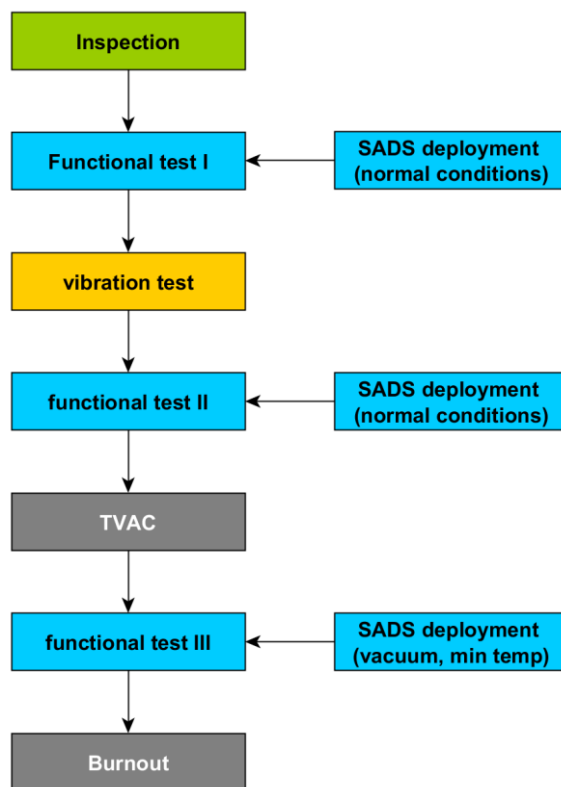 Inspection
Functional test I
SADS deployment
(normal conditions)
vibration test
functional test II
SADS deployment
(normal conditions)
TVAC
functional test III
SADS deployment
(vacuum, min temp)
Burnout